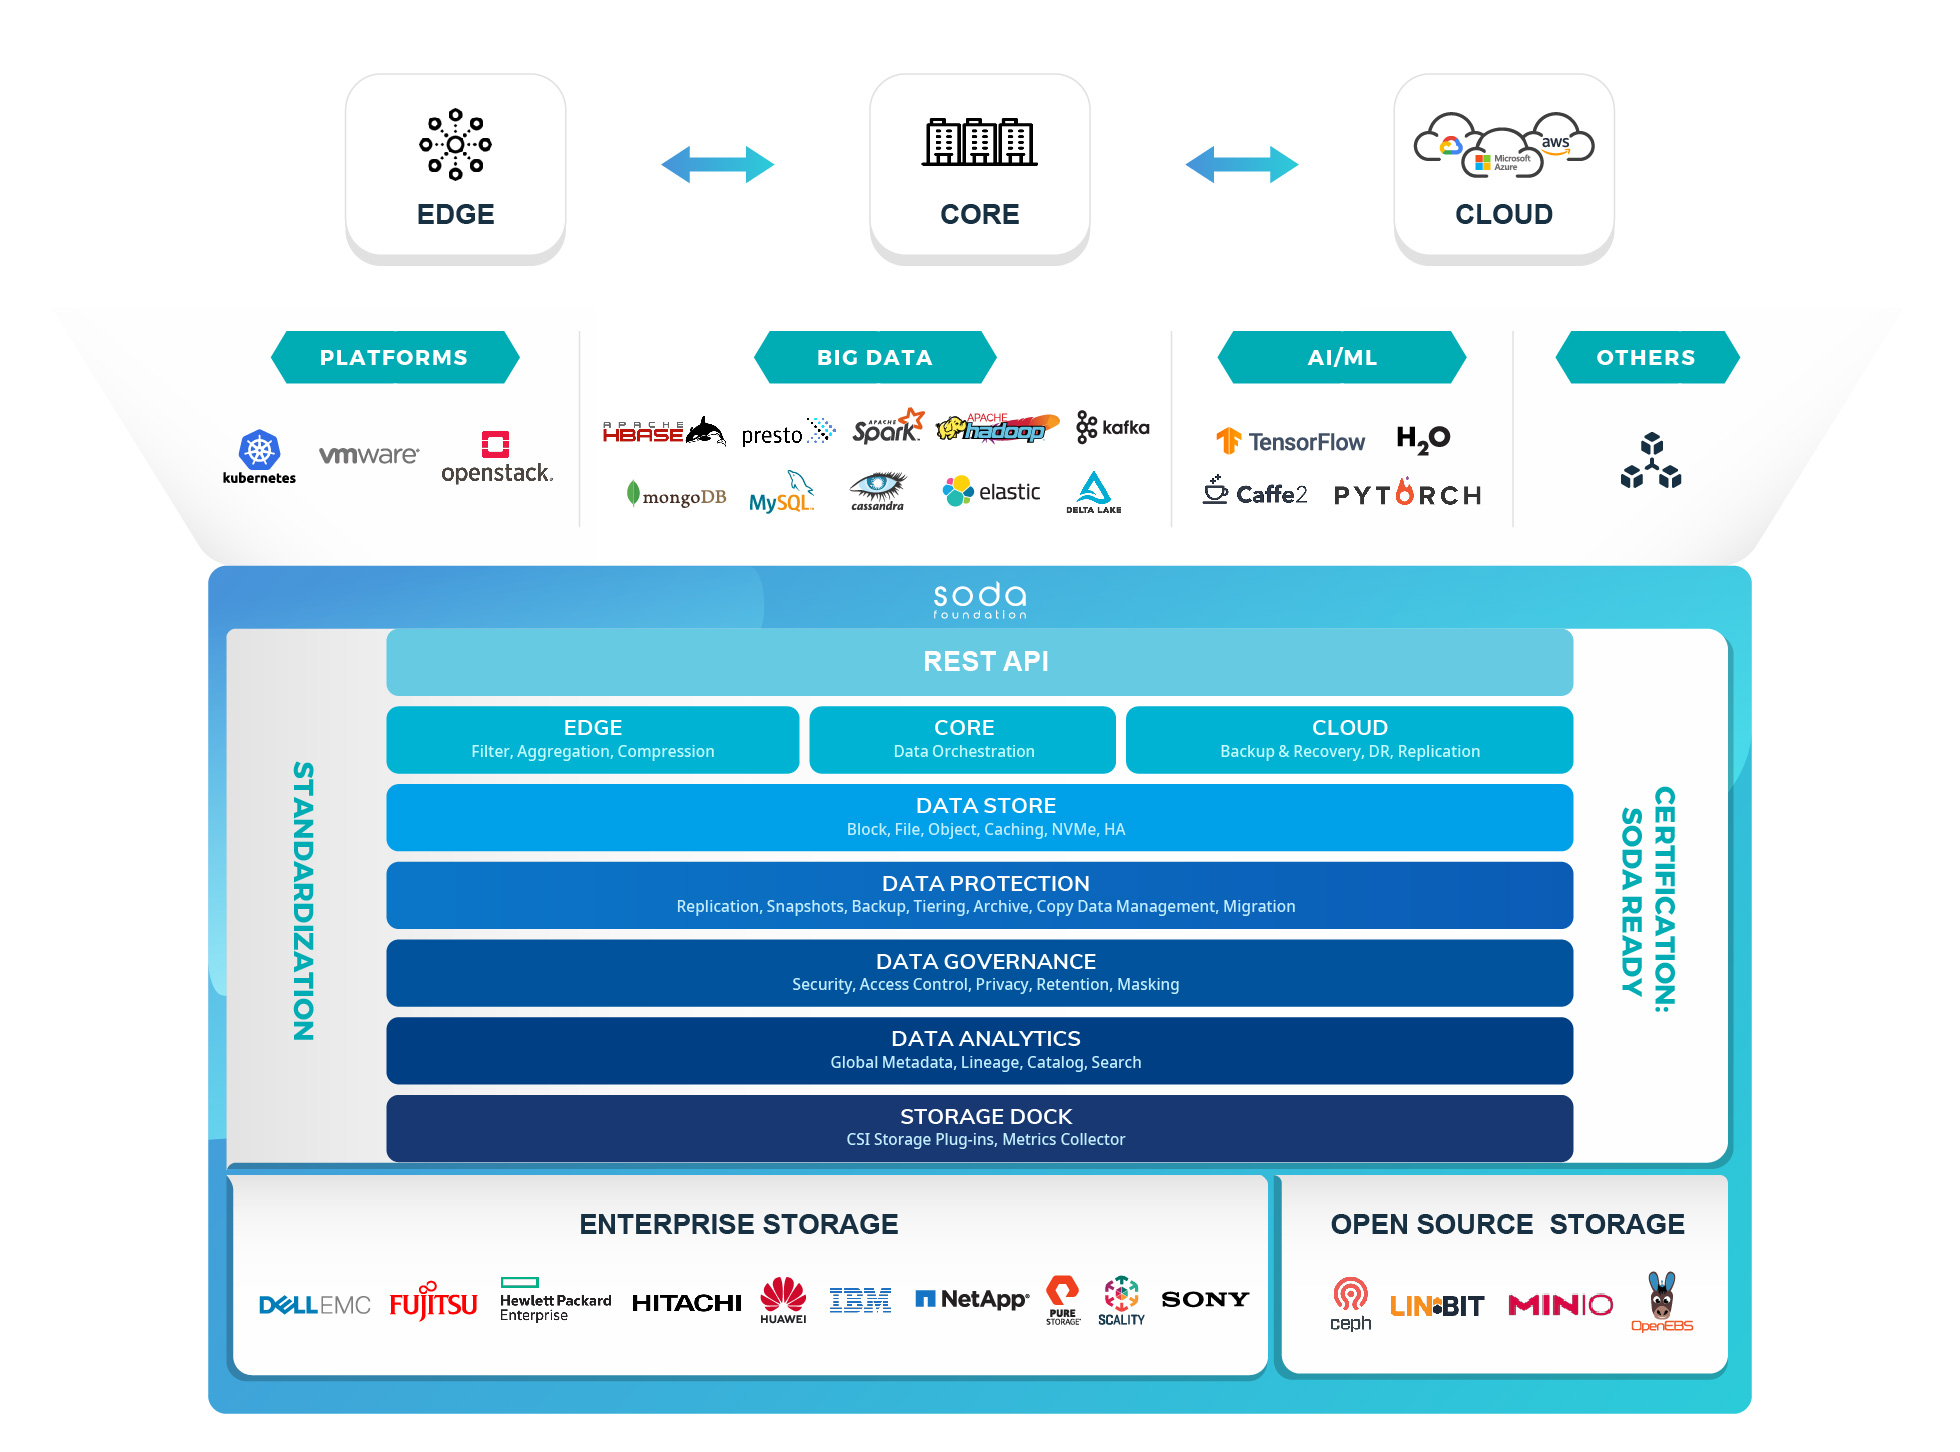 EDGE
CORE
aws
Microsoft
Azure
CLOUD
PLATFORMS
BIG DATA
AI/ML
OTHERS
kubernetes
vmware®
openstack.
APACHE
HBASE
presto
APACHE
Spark
APACHE
hadoop
kafka
mongoDB
MySQL
cassandra
elastic
DELTA LAKE
TensorFlow
H2O
Caffe2
PYTORCH
soda
foundation
STANDARDIZATION
REST API
EDGE
Filter, Aggregation, Compression
CORE
Data Orchestration
CLOUD
Backup & Recovery, DR, Replication
DATA STORE
Block, File, Object, Caching, NVMe, HA
DATA PROTECTION
Replication, Snapshots, Backup, Tiering, Archive, Copy Data Management, Migration
DATA GOVERNANCE
Security, Access Control, Privacy, Retention, Masking
DATA ANALYTICS
Global Metadata, Lineage, Catalog, Search
STORAGE DOCK
CSI Storage Plug-ins, Metrics Collector
CERTIFICATION:
SODA READY
ENTERPRISE STORAGE
DELLEMC
FUJITSU
Hewlett Packard
Enterprise
HITACHI
HUAWEI
IBM
NetApp®
PURE
STORAGE
SCALITY
SONY
OPEN SOURCE STORAGE
ceph
LINBIT
MINIO
OpenEBS